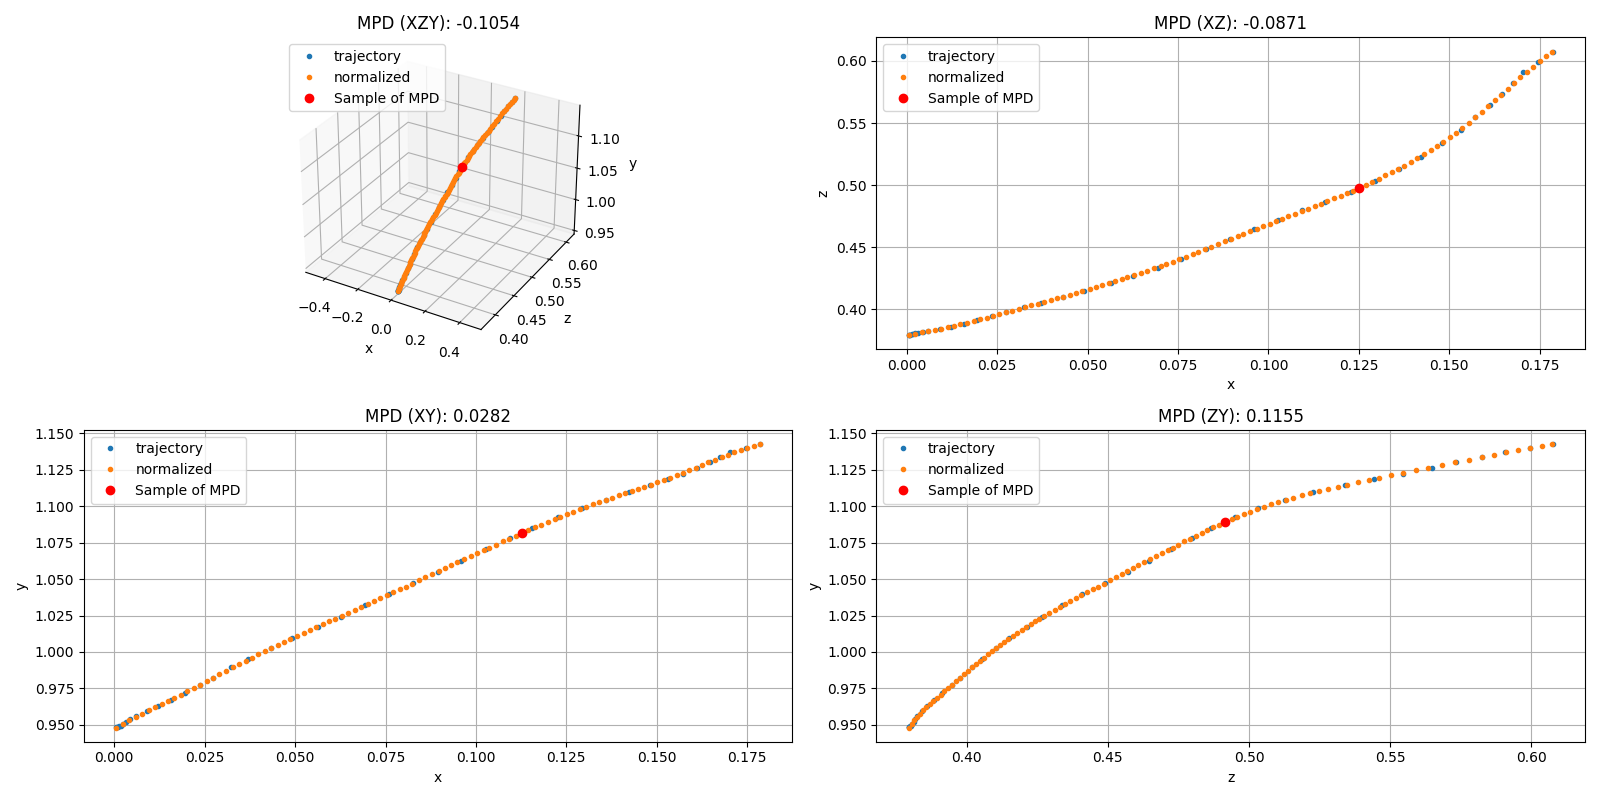 MPD (XZY): -0.1054
trajectory
normalized
Sample of MPD
1.10
1.05
1.00
0.95
y
0.60
0.55
0.50
0.45
0.40
z
−0.4
−0.2
0.0
0.2
0.4
x
MPD (XZ): -0.0871
trajectory
normalized
Sample of MPD
0.60
0.55
0.50
0.45
0.40
z
0.000 0.025 0.050 0.075 0.100 0.125 0.150 0.175
x
MPD (XY): 0.0282
trajectory
normalized
Sample of MPD
1.150
1.125
1.100
1.075
1.050
1.025
1.000
0.975
0.950
y
0.000 0.025 0.050 0.075 0.100 0.125 0.150 0.175
x
MPD (ZY): 0.1155
trajectory
normalized
Sample of MPD
1.150
1.125
1.100
1.075
1.050
1.025
1.000
0.975
0.950
y
0.40 0.45 0.50 0.55 0.60
z